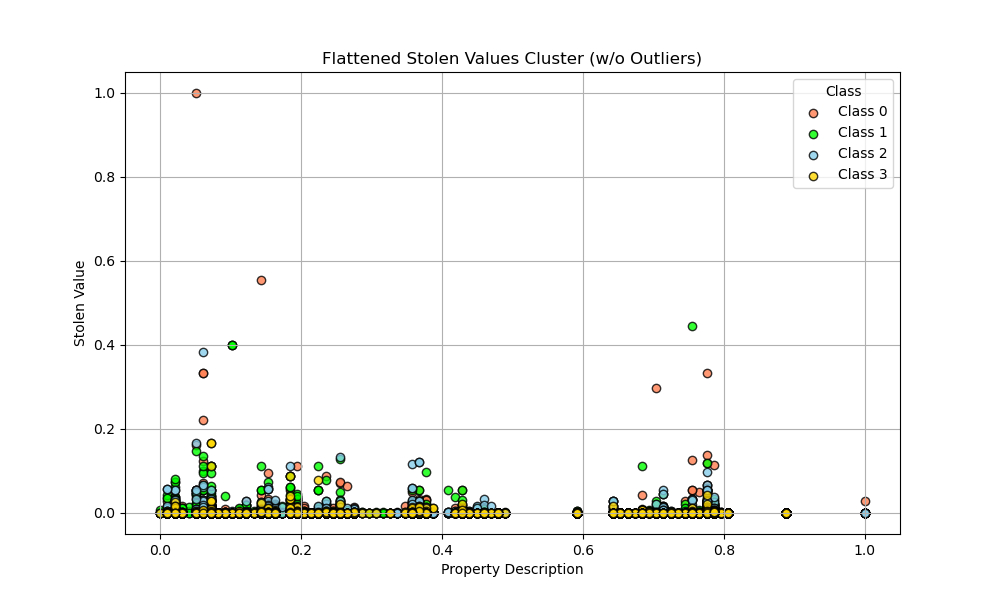 Flattened Stolen Values Cluster (w/o Outliers)
Class
Class 0
Class 1
Class 2
Class 3
Stolen Value
1.0
0.8
0.6
0.4
0.2
0.0
0.0 0.2 0.4 0.6 0.8 1.0
Property Description